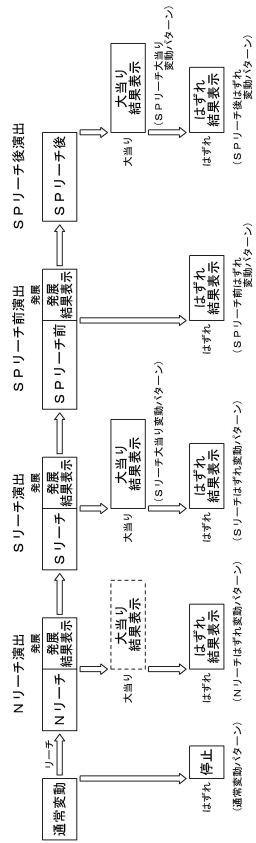 Nリーチ演出
Sリーチ演出
SPリーチ前演出
SPリーチ後演出
通常変動
リーチ
Nリーチ
発展
発展
結果表示
Sリーチ
発展
発展
結果表示
SPリーチ前
発展
発展
結果表示
SPリーチ後
大当り
結果表示
大当り
大当り
結果表示
大当り
(Sリーチ大当り変動パターン)
大当り
結果表示
大当り
(SPリーチ大当り
変動パターン)
停止
はずれ
(通常変動パターン)
はずれ
結果表示
はずれ
(Nリーチはずれ変動パターン)
はずれ
結果表示
はずれ
(Sリーチはずれ変動パターン)
はずれ
結果表示
はずれ
(SPリーチ前はずれ
変動パターン)
はずれ
結果表示
はずれ
(SPリーチ後はずれ
変動パターン)